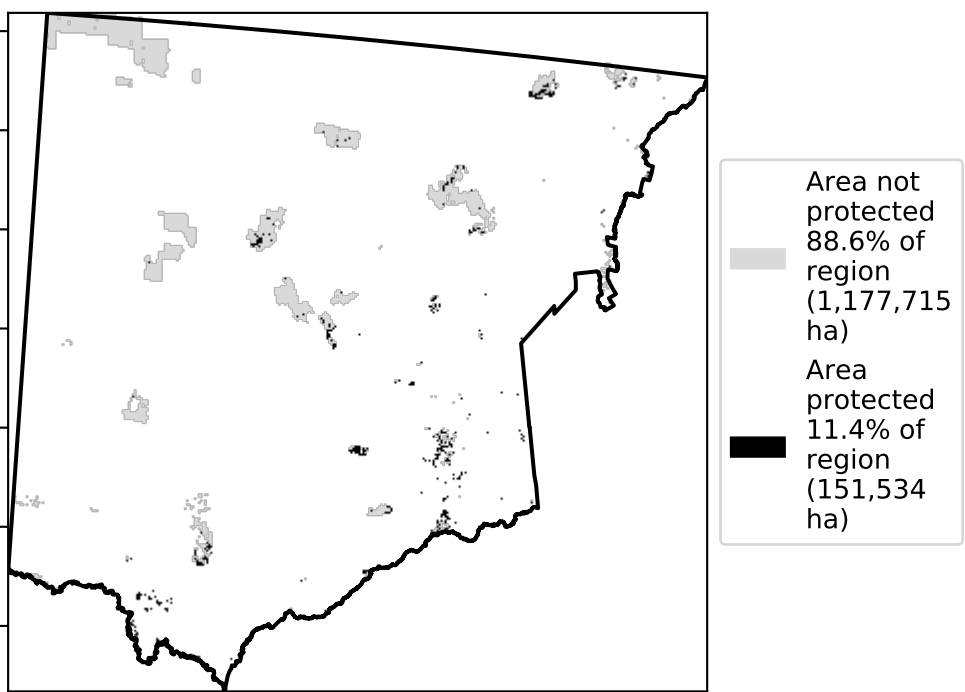 Area not
protected
88.6% of
region
(1,177,715
ha)
Area
protected
11.4% of
region
(151,534
ha)